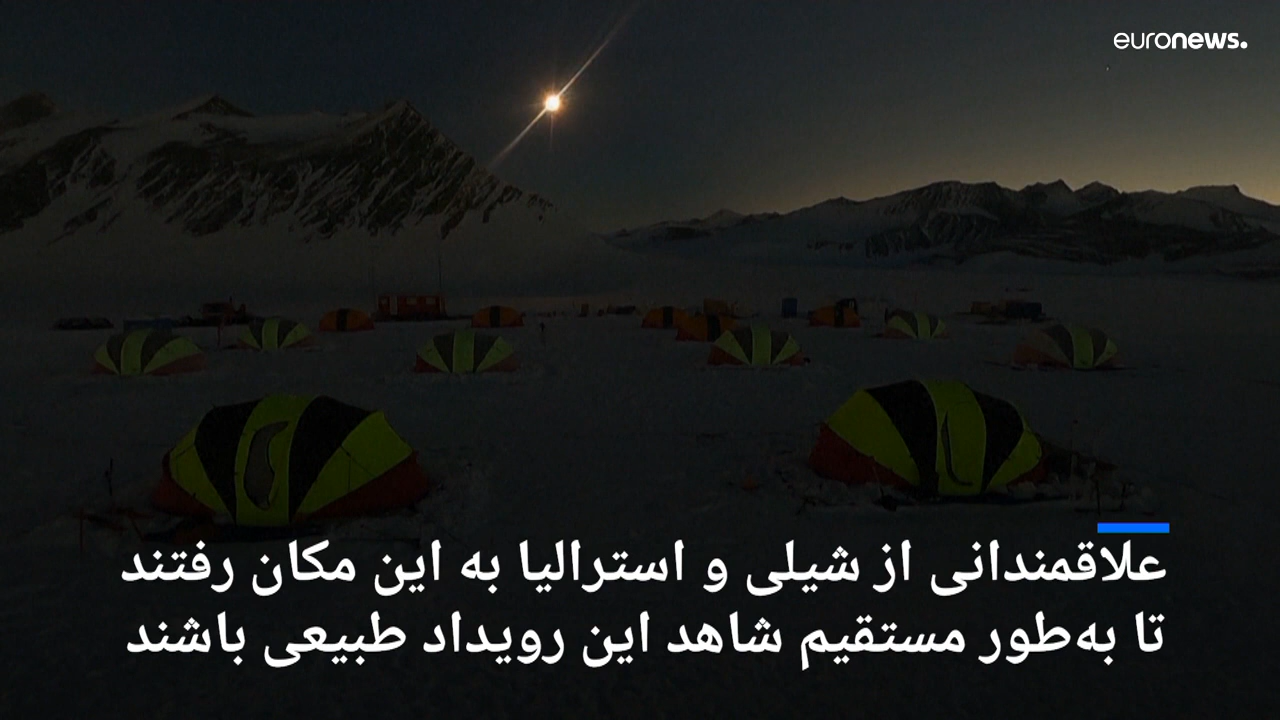 euronews.
علاقمندانی از شیلی و استرالیا به این مکان رفتند
تا به‌طور مستقیم شاهد این رویداد طبیعی باشند